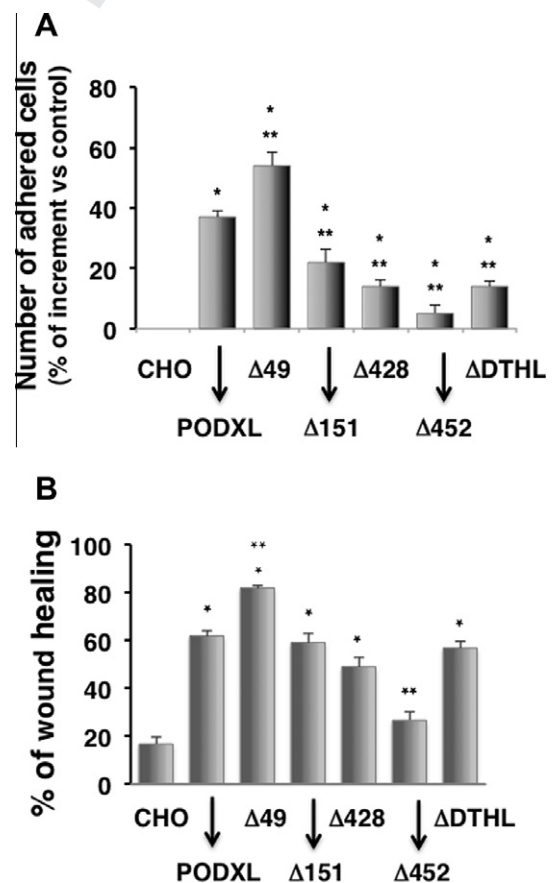 A
Number of adhered cells
(% of increment vs control)
80
60
40
20
0
*
*
**
*
**
*
**
*
**
*
**
CHO
Δ49
Δ428
ΔDTHL
PODXL
Δ151
Δ452
B
% of wound healing
100
80
60
40
20
0
*
**
*
*
*
**
*
CHO
Δ49
Δ428
ΔDTHL
PODXL
Δ151
Δ452